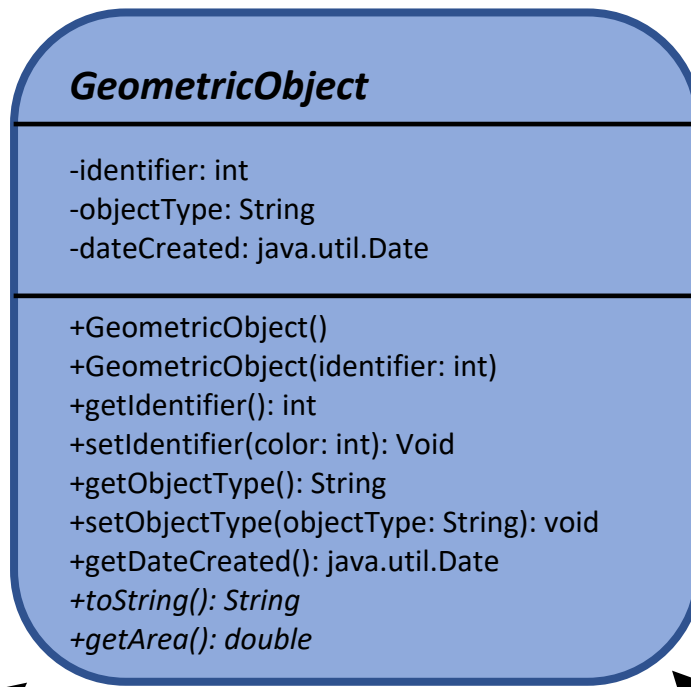 GeometricObject
-identifier: int
-objectType: String
-dateCreated: java.util.Date
+GeometricObject()
+GeometricObject(identifier: int)
+getIdentifier(): int
+setIdentifier(color: int): Void
+getObjectType(): String
+setObjectType(objectType: String): void
+getDateCreated(): java.util.Date
+toString(): String
+getArea(): double